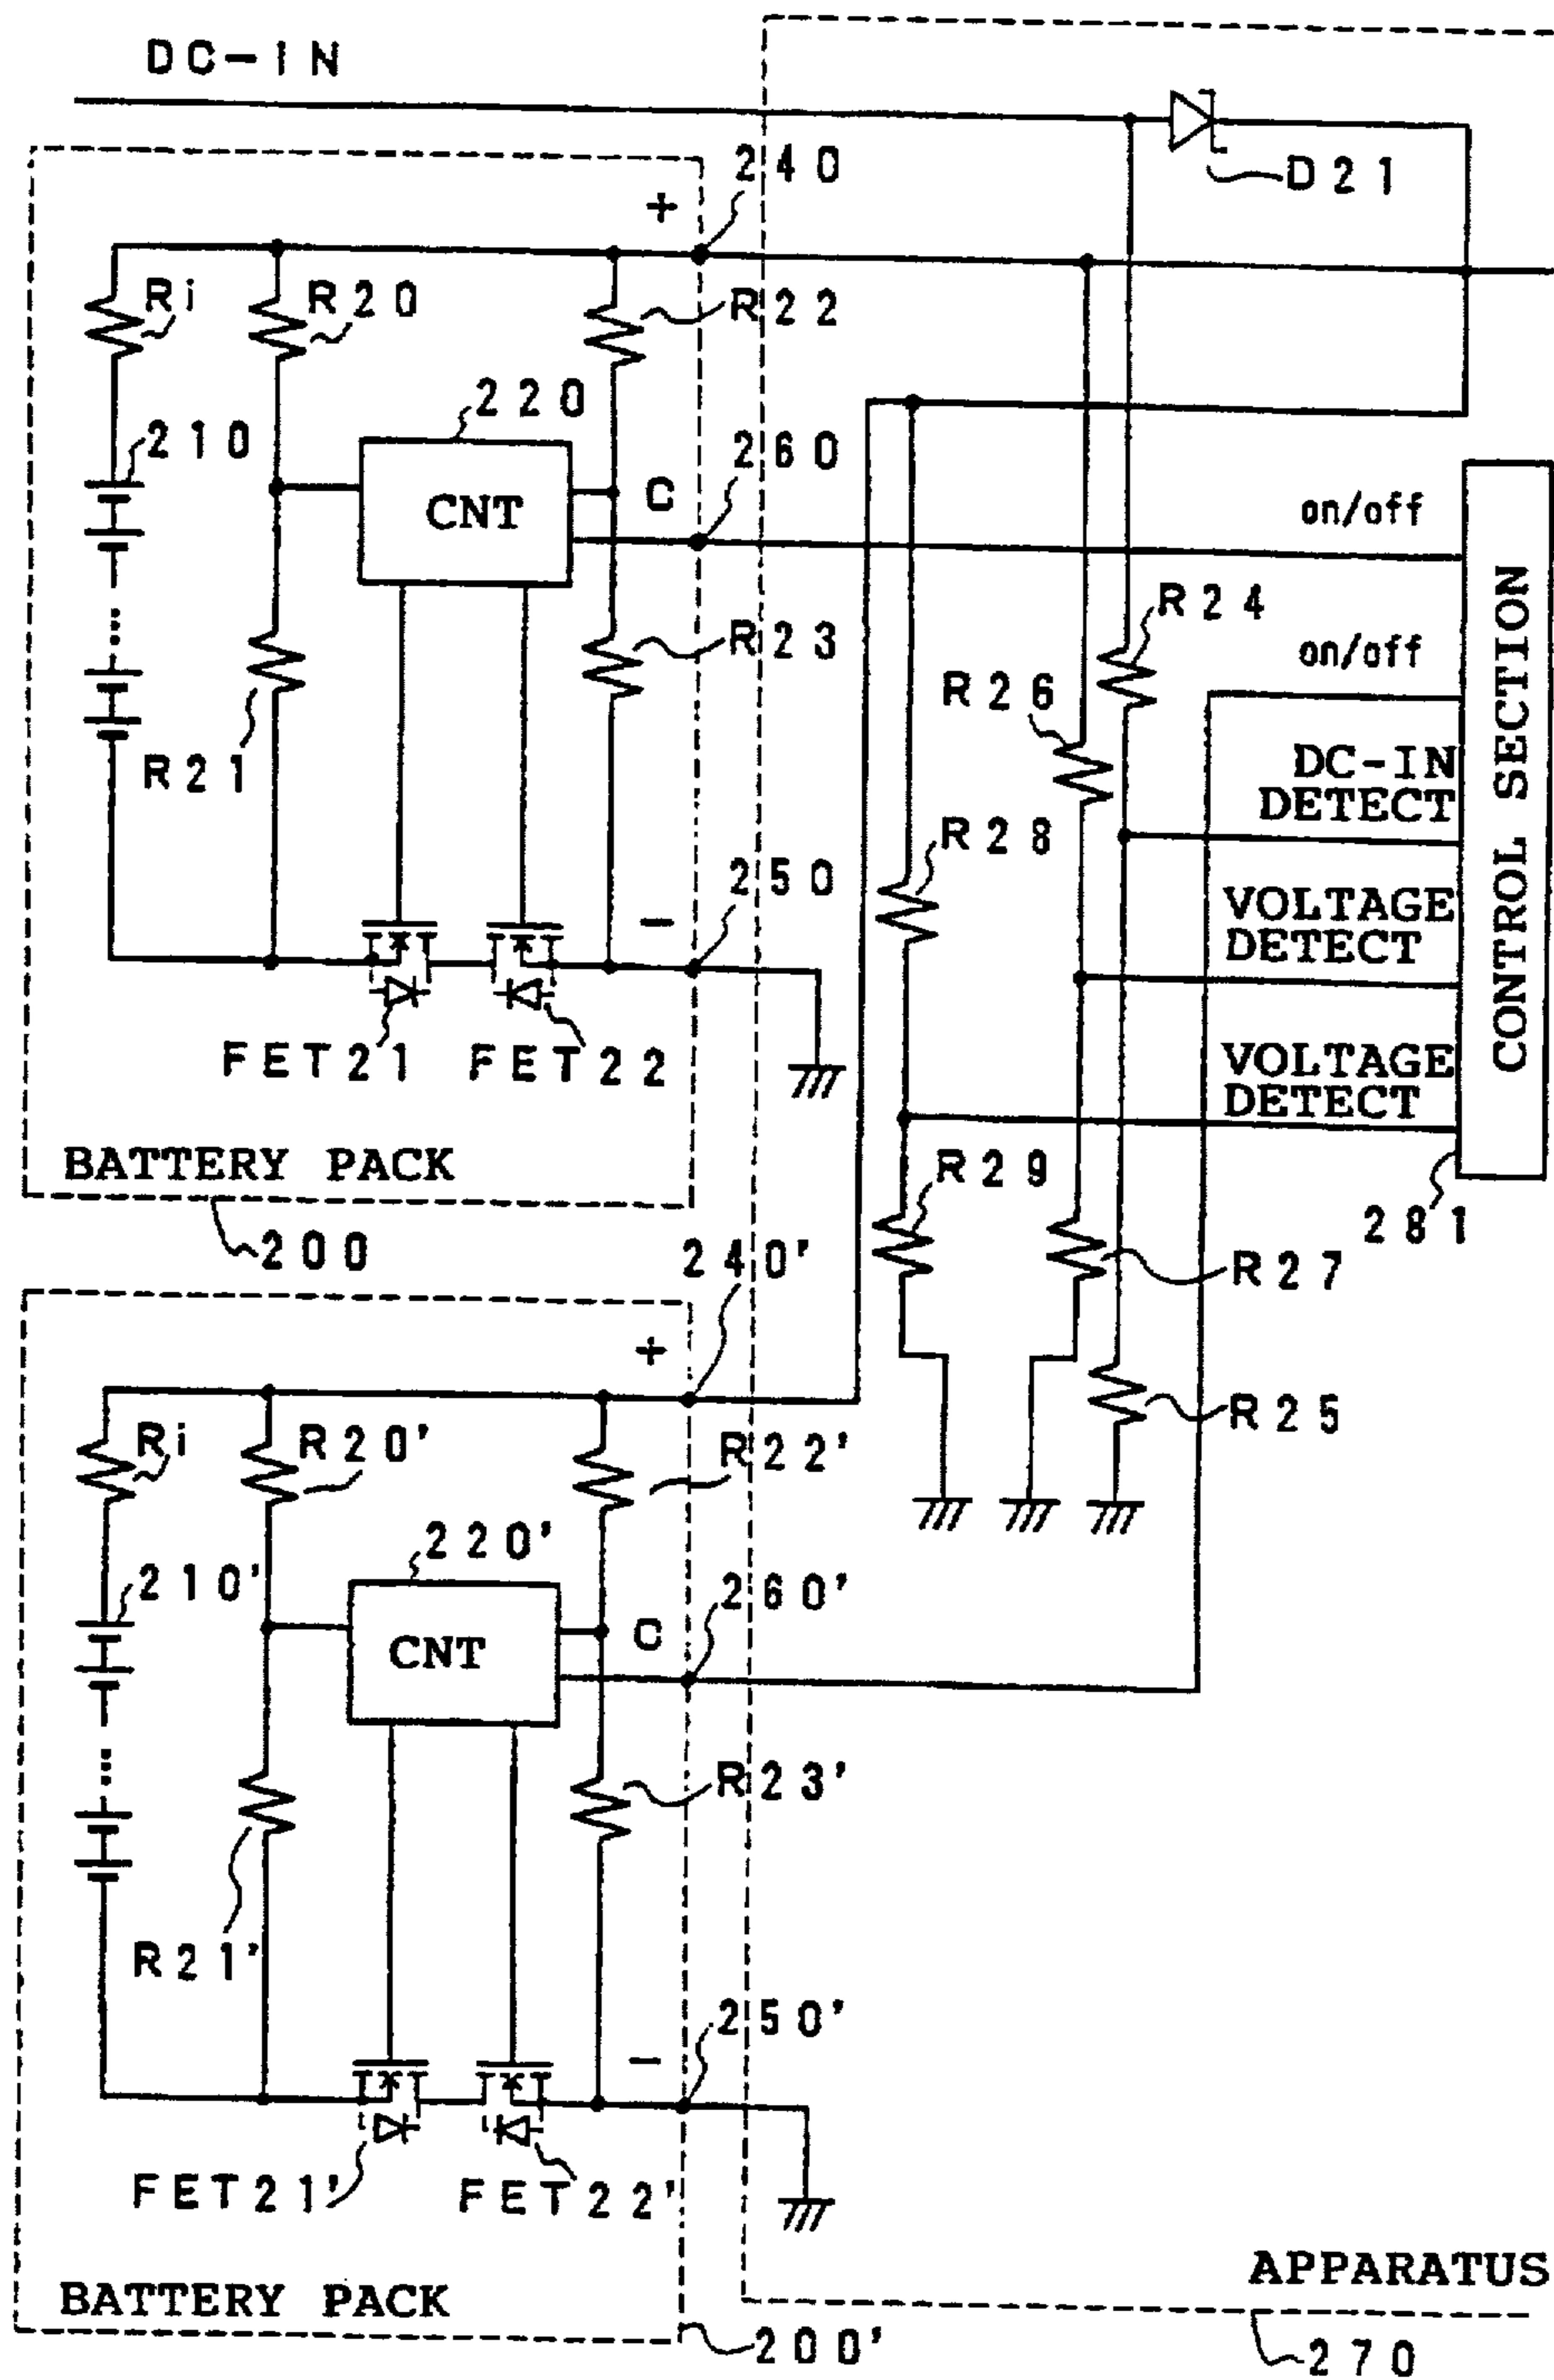 DC-IN
D21
240
+
Ri
R20
R22
220
210
260
CNT
C
on/off
R24
R23
on/off
R26
R21
DC-IN
DETECT
R28
250
VOLTAGE
DETECT
-
CONTROL SECTION
FET21
FET22
VOLTAGE
DETECT
BATTERY PACK
R29
281
200
240'
R27
+
R25
Ri
R20'
R22'
220'
210'
260'
CNT
C
R23'
R21'
250'
-
FET21'
FET22'
APPARATUS
BATTERY PACK
200'
270